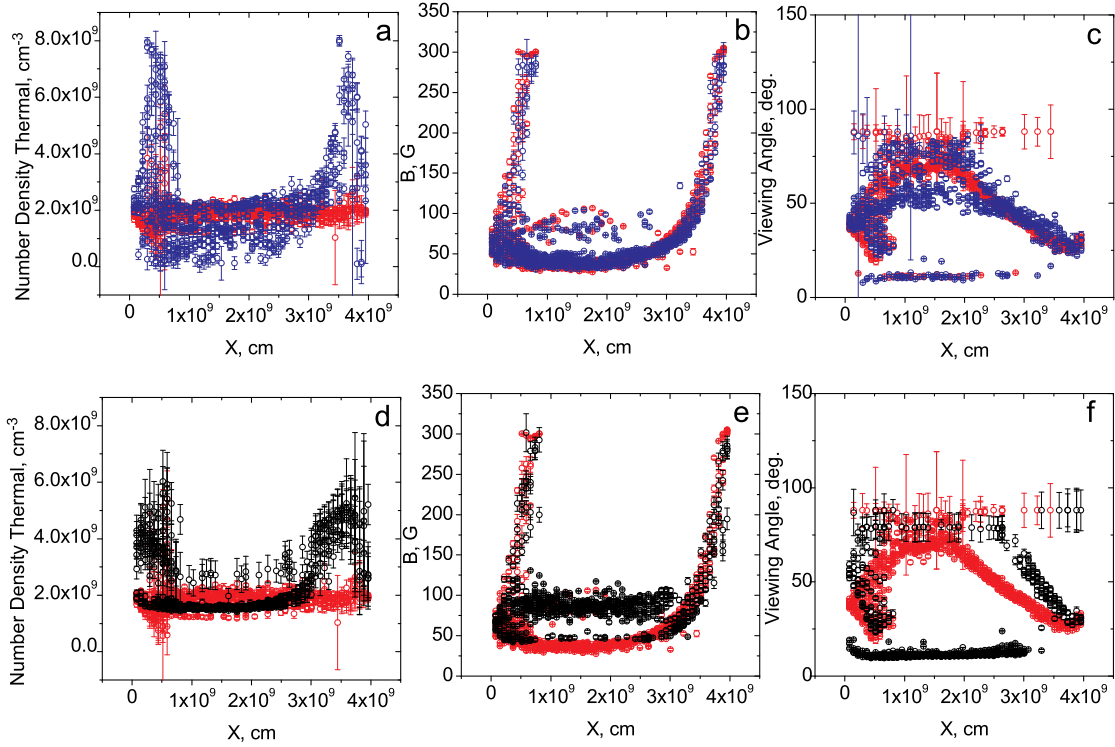 a
Number Density Thermal, cm⁻³
8.0x10⁹
6.0x10⁹
4.0x10⁹
2.0x10⁹
0.0
0
1x10⁹
2x10⁹
3x10⁹
4x10⁹
X, cm
b
B, G
350
300
250
200
150
100
50
0
0
1x10⁹
2x10⁹
3x10⁹
4x10⁹
X, cm
c
Viewing Angle, deg.
150
100
50
0
0
1x10⁹
2x10⁹
3x10⁹
4x10⁹
X, cm
d
Number Density Thermal, cm⁻³
8.0x10⁹
6.0x10⁹
4.0x10⁹
2.0x10⁹
0.0
0
1x10⁹
2x10⁹
3x10⁹
4x10⁹
X, cm
e
B, G
350
300
250
200
150
100
50
0
0
1x10⁹
2x10⁹
3x10⁹
4x10⁹
X, cm
f
Viewing Angle, deg.
150
100
50
0
0
1x10⁹
2x10⁹
3x10⁹
4x10⁹
X, cm